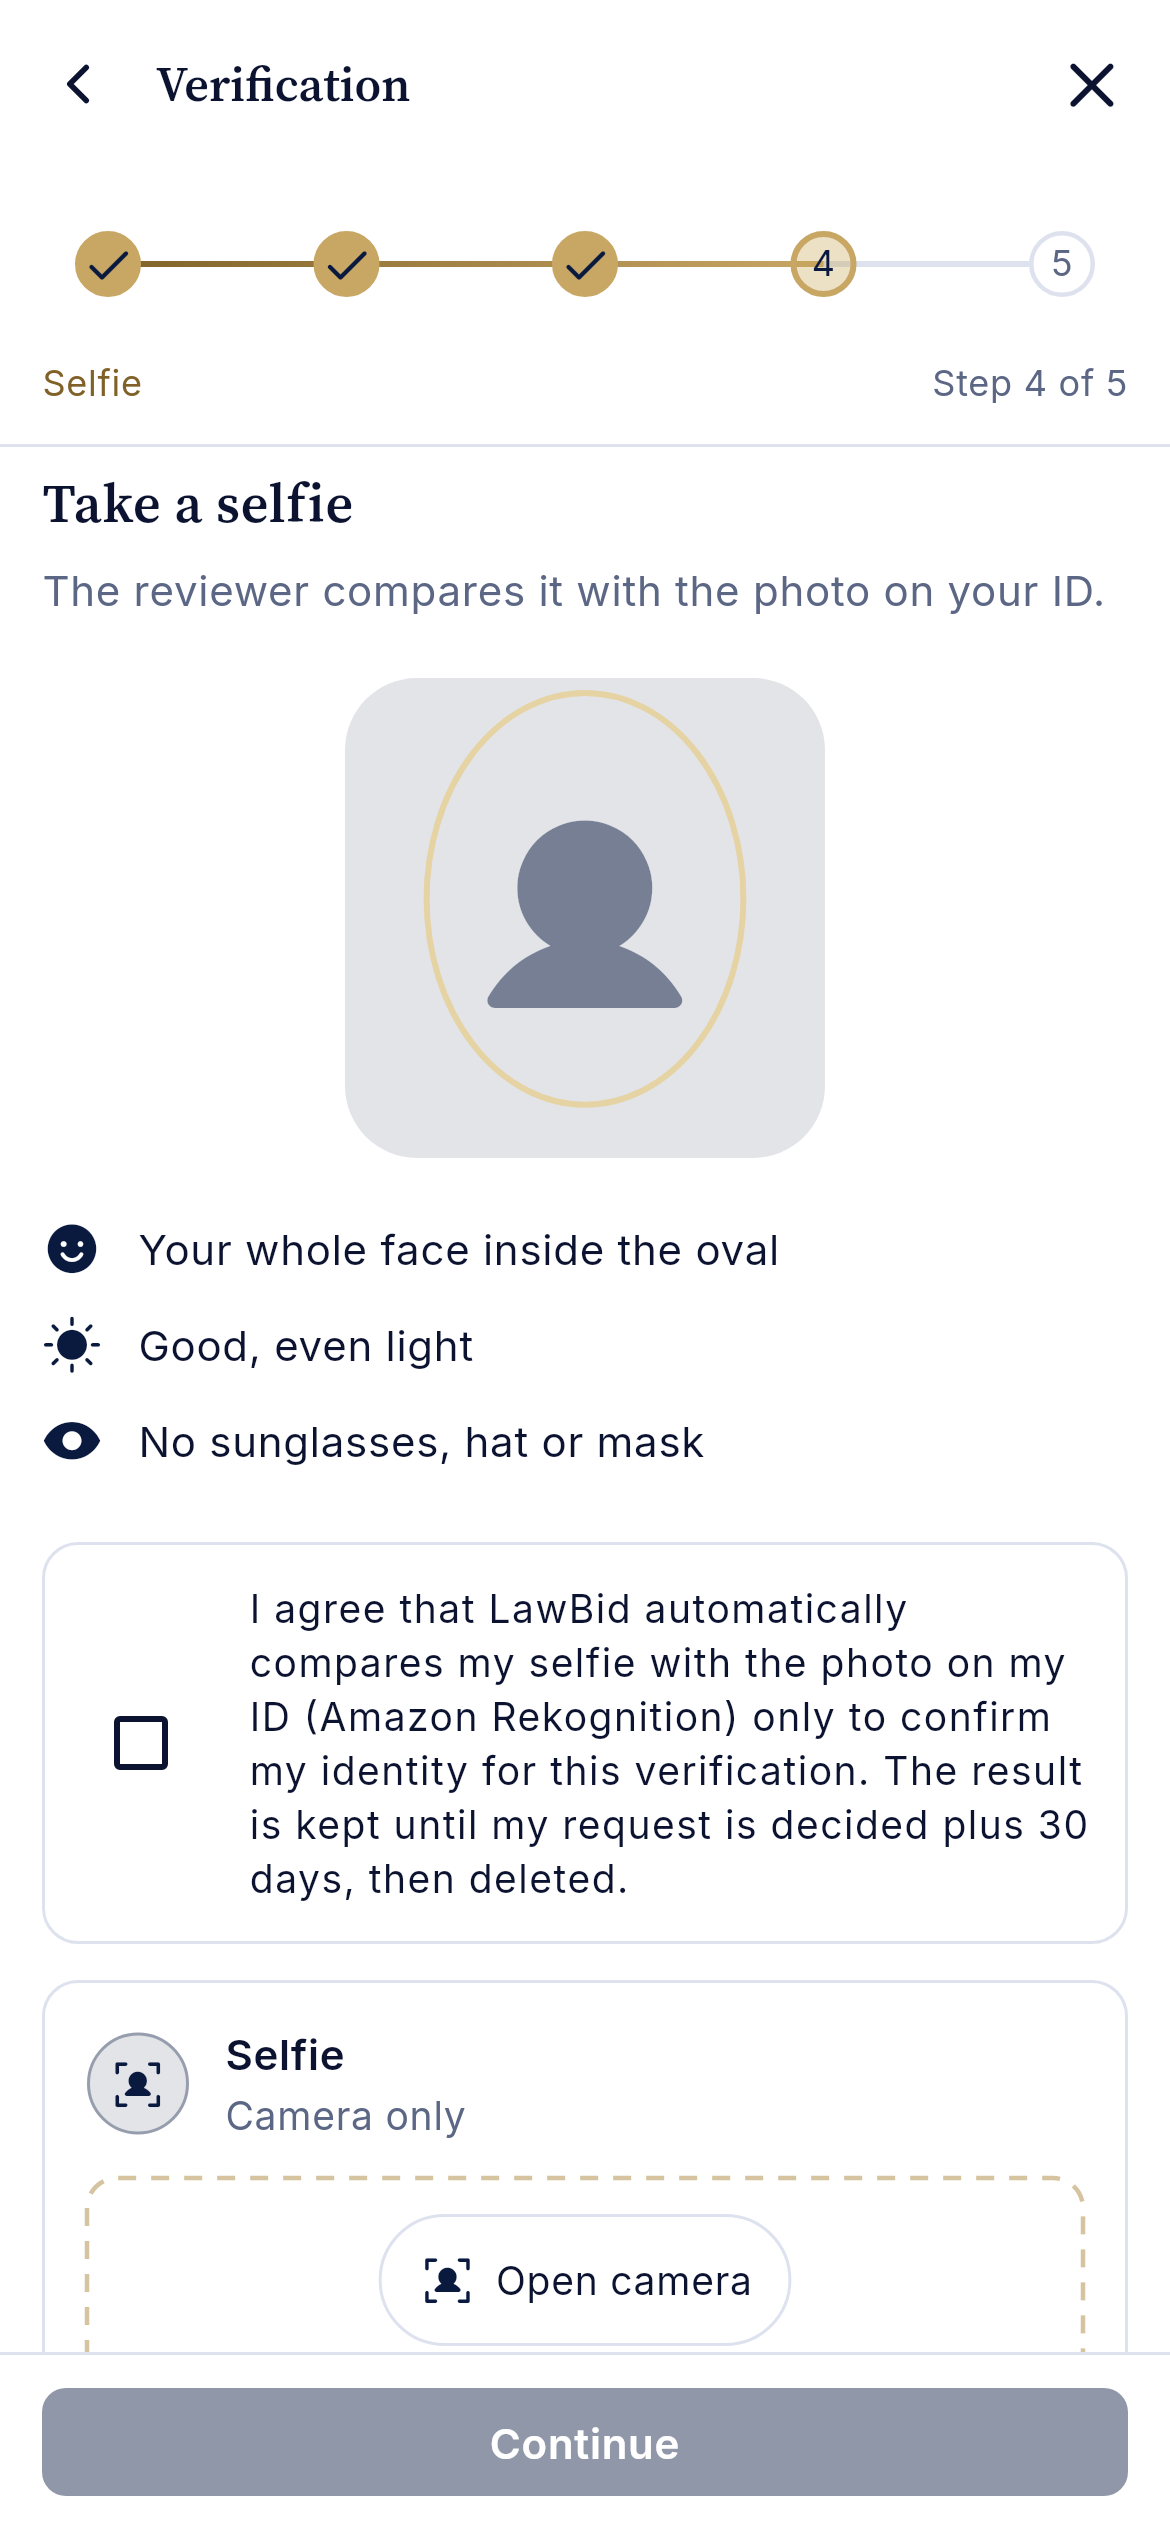 Verification
4
5
Selfie
Step 4 of 5
Take a selfie
The reviewer compares it with the photo on your ID.
Your whole face inside the oval
Good, even light
No sunglasses, hat or mask
I agree that LawBid automatically
compares my selfie with the photo on my
ID (Amazon Rekognition) only to confirm
my identity for this verification. The result
is kept until my request is decided plus 30
days, then deleted.
Selfie
Camera only
Open camera
Continue